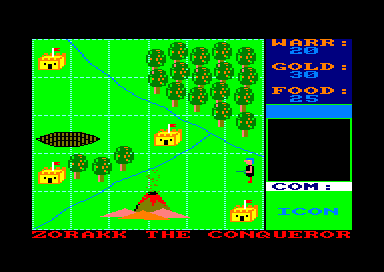 WARR:
20
GOLD:
30
FOOD:
25
COM:
ICON
ZORAKK THE CONQUEROR